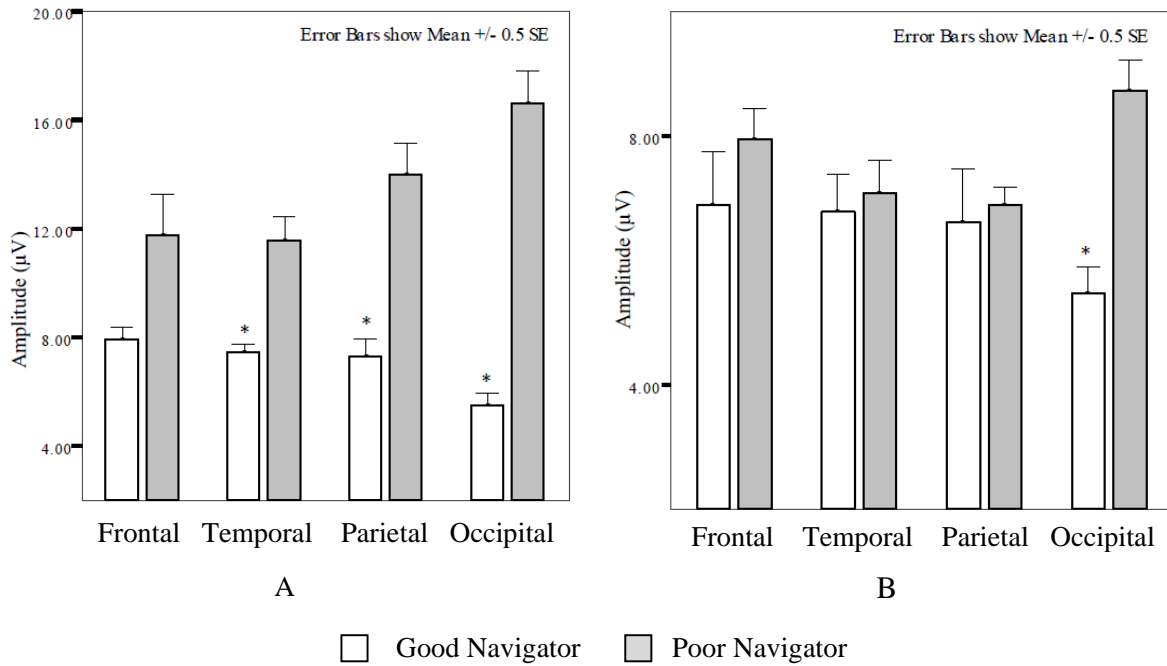 20.00
Error Bars show Mean +/- 0.5 SE
16.00
12.00
8.00
4.00
Amplitude (µV)
*
*
*
Frontal Temporal Parietal Occipital
A
Error Bars show Mean +/- 0.5 SE
8.00
4.00
Amplitude (µV)
*
Frontal Temporal Parietal Occipital
B
Good Navigator Poor Navigator